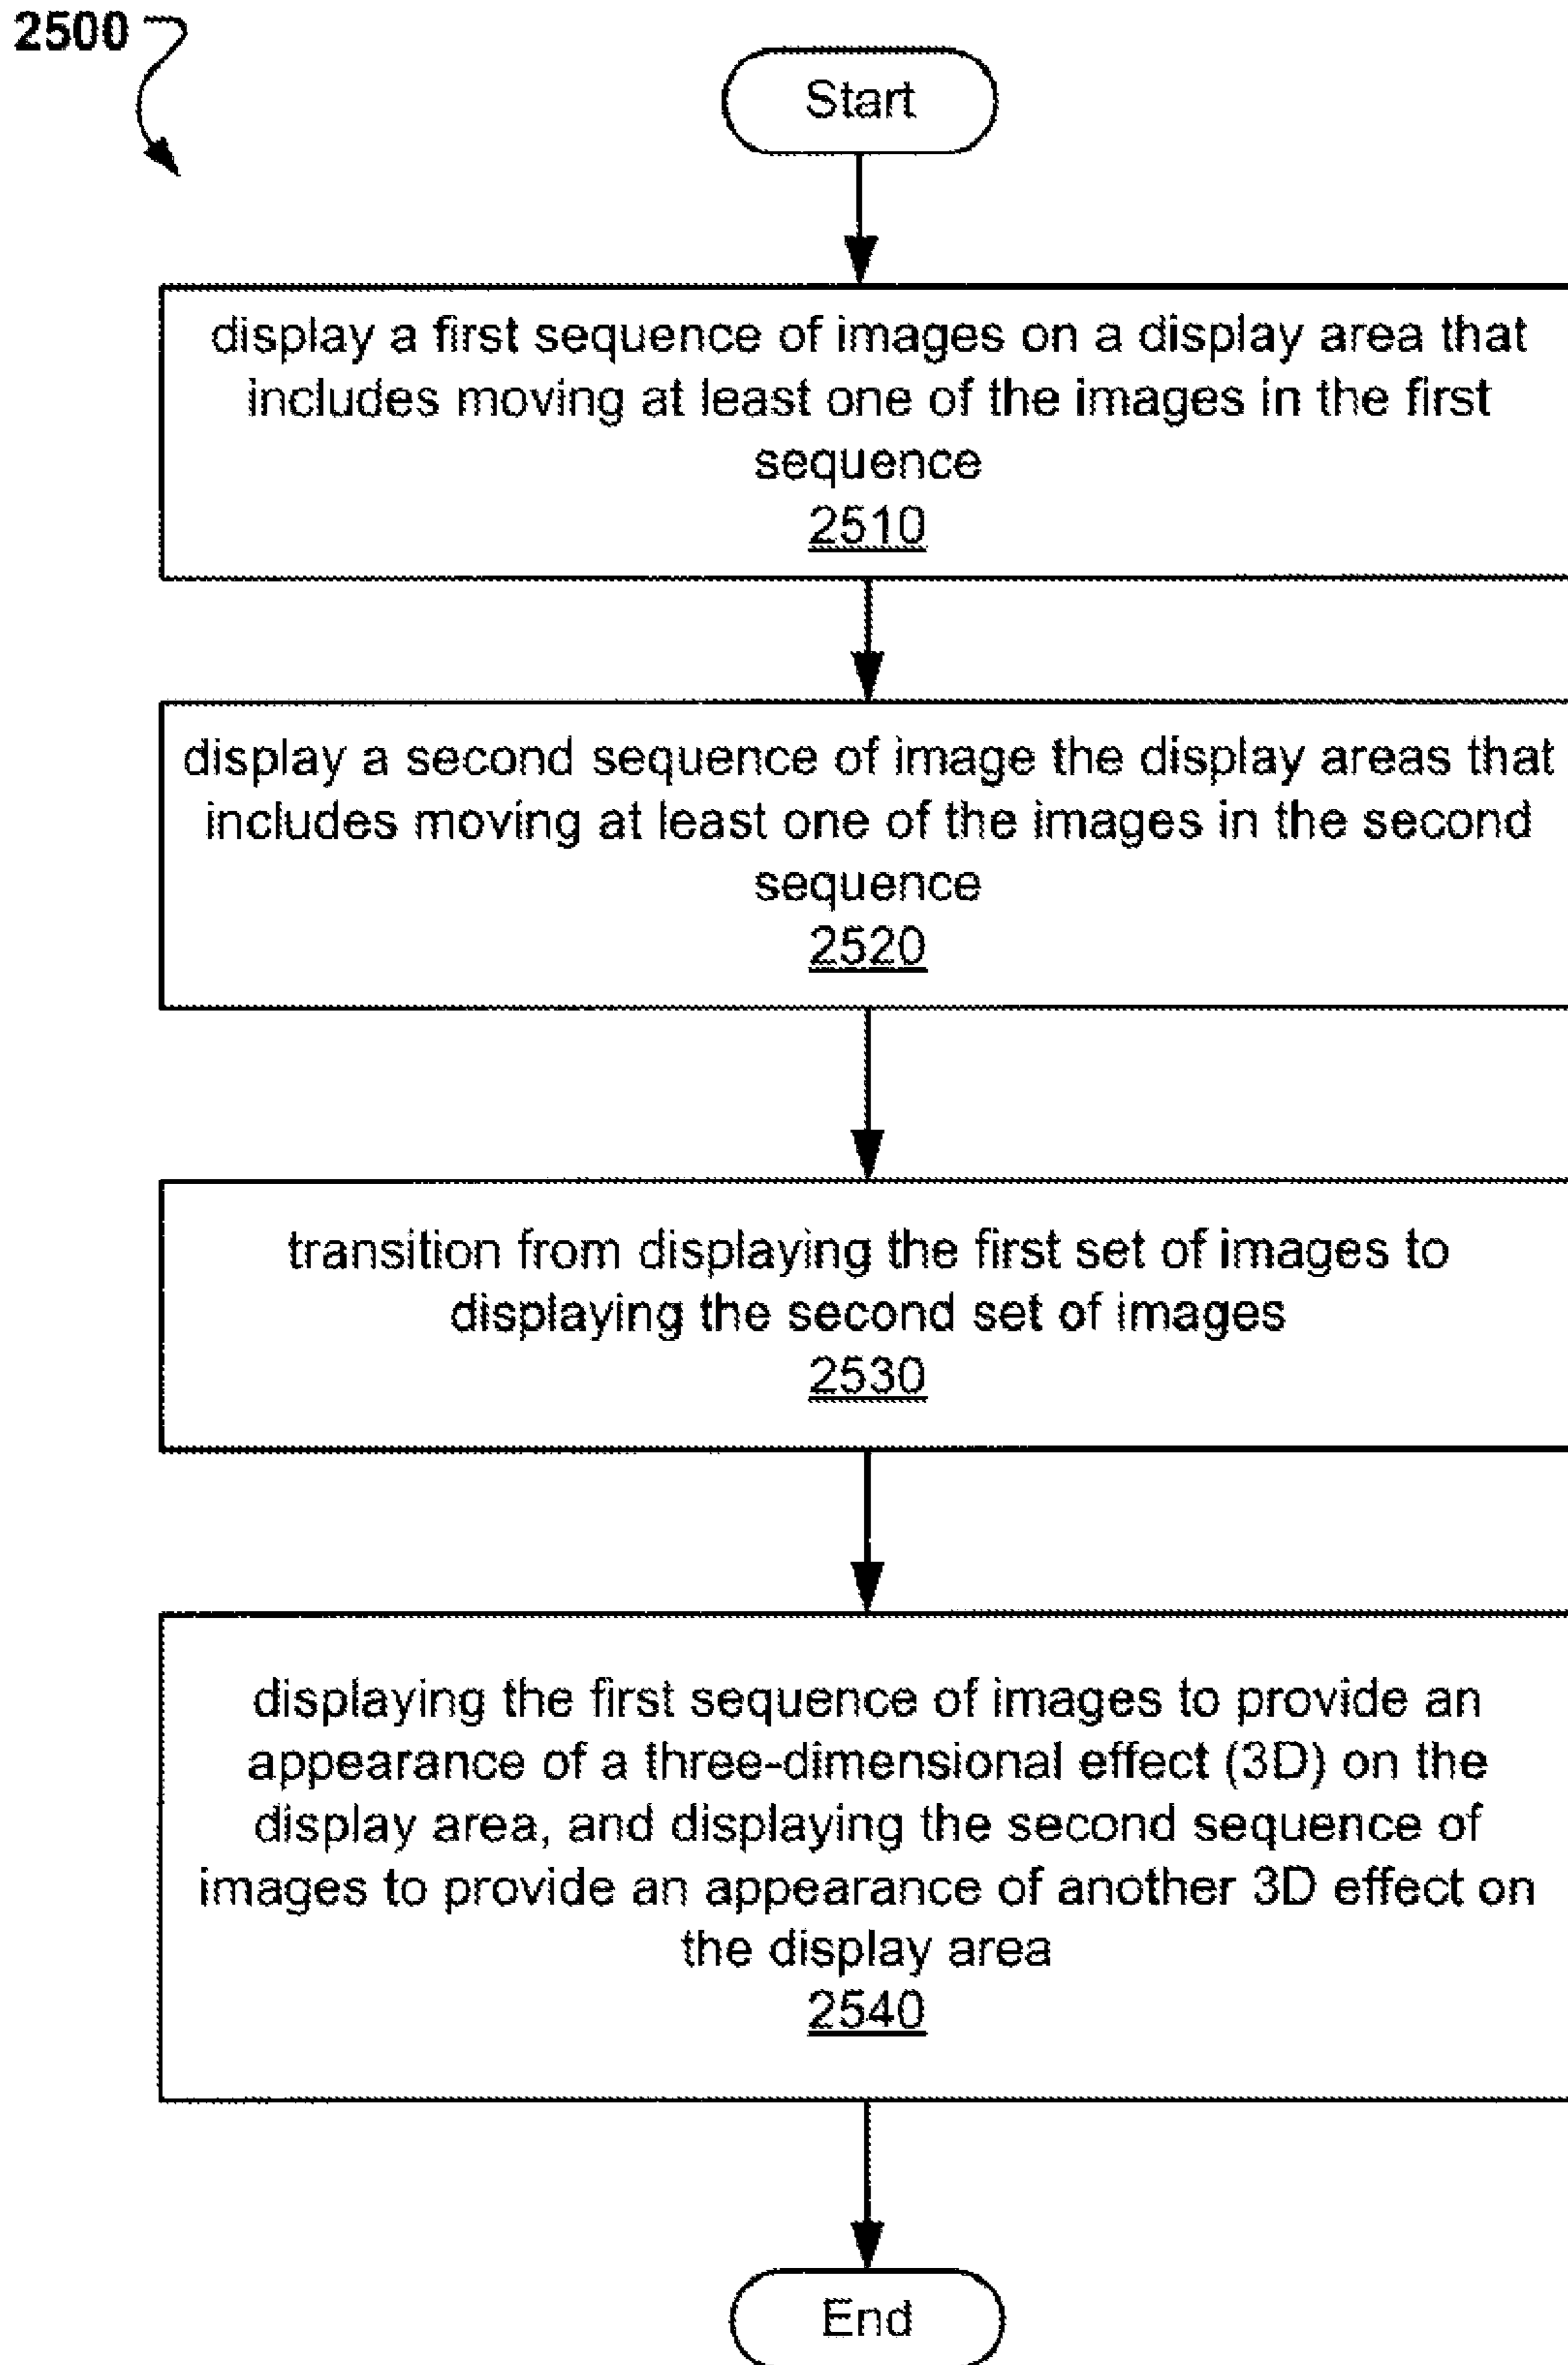 2500
Start
display a first sequence of images on a display area that
includes moving at least one of the images in the first
sequence
2510
display a second sequence of image the display areas that
includes moving at least one of the images in the second
sequence
2520
transition from displaying the first set of images to
displaying the second set of images
2530
displaying the first sequence of images to provide an
appearance of a three-dimensional effect (3D) on the
display area, and displaying the second sequence of
images to provide an appearance of another 3D effect on
the display area
2540
End